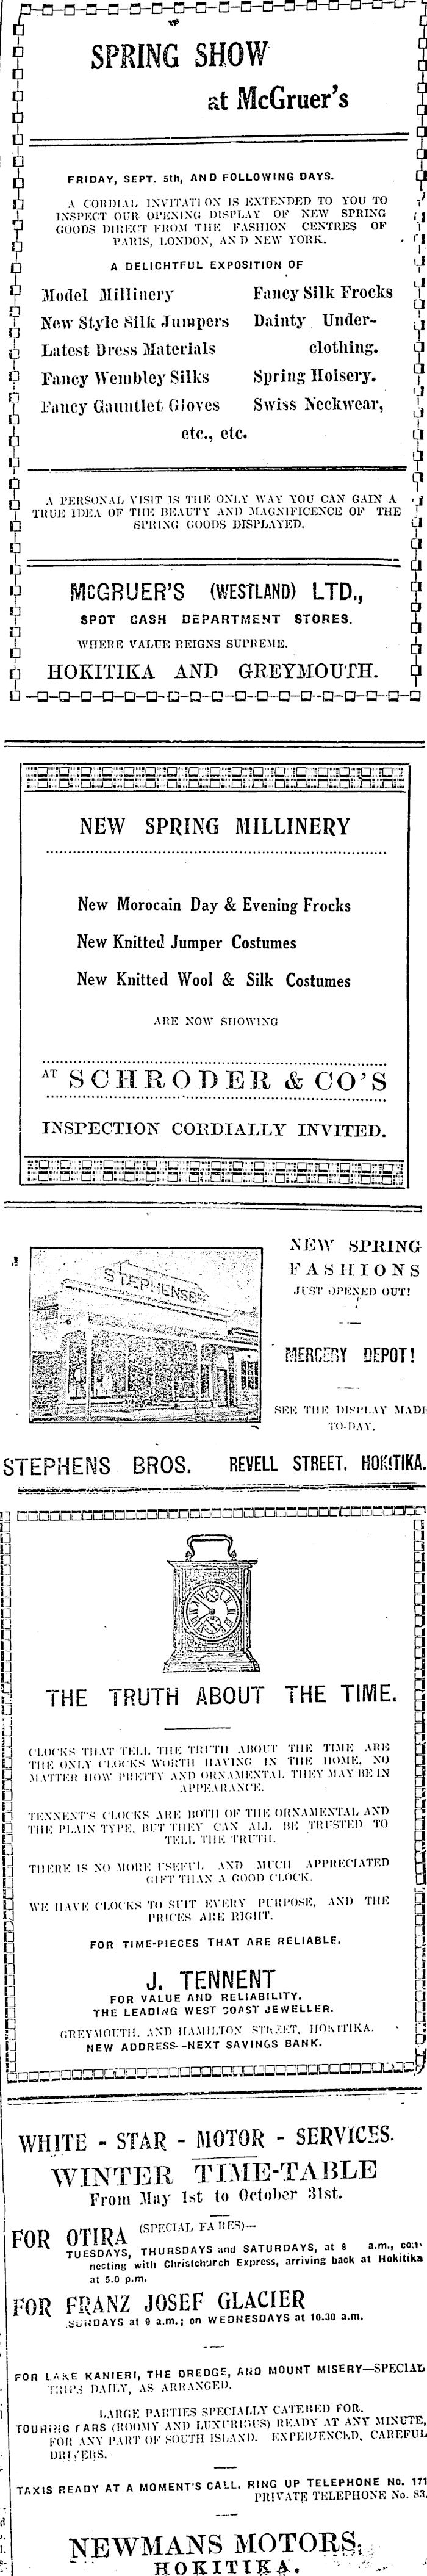 SPRING SHOW
at McGruer's
FRIDAY, SEPT. 5th, AND FOLLOWING DAYS.
A CORDIAL INVITATION IS EXTENDED TO YOU TO
INSPECT OUR OPENING DISPLAY OF NEW SPRING
GOODS DIRECT FROM THE FASHION CENTRES OF
PARIS, LONDON, AND NEW YORK.
A DELICHTFUL EXPOSITION OF
Model Millinery
New Style Silk Jumpers
Latest Dress Materials
Fancy Wembley Silks
Fancy Gauntlet Gloves
Fancy Silk Frocks
Dainty Under-
clothing.
Spring Hoisery.
Swiss Neckwear,
etc., etc.
A PERSONAL VISIT IS THE ONLY WAY YOU CAN GAIN A
TRUE IDEA OF THE BEAUTY AND MAGNIFICENCE OF THE
SPRING GOODS DISPLAYED.
McGRUER'S (WESTLAND) LTD.,
SPOT CASH DEPARTMENT STORES.
WHERE VALUE REIGNS SUPREME.
HOKITIKA AND GREYMOUTH.
NEW SPRING MILLINERY
New Morocain Day & Evening Frocks
New Knitted Jumper Costumes
New Knitted Wool & Silk Costumes
ARE NOW SHOWING
AT SCHRODER & CO'S
INSPECTION CORDIALLY INVITED.
STEPHENS B
NEW SPRING
FASHIONS
JUST OPENED OUT!
MERCERY DEPOT!
SEE THE DISPLAY MADE
TO-DAY.
STEPHENS BROS. REVELL STREET. HOKITIKA.
THE TRUTH ABOUT THE TIME.
CLOCKS THAT TELL THE TRUTH ABOUT THE TIME ARE
THE ONLY CLOCKS WORTH HAVING IN THE HOME, NO
MATTER HOW PRETTY AND ORNAMENTAL THEY MAY BE IN
APPEARANCE.
TENNENT'S CLOCKS ARE BOTH OF THE ORNAMENTAL AND
THE PLAIN TYPE, BUT THEY CAN ALL BE TRUSTED TO
TELL THE TRUTH.
THERE IS NO MORE USEFUL AND MUCH APPRECIATED
GIFT THAN A GOOD CLOCK.
WE HAVE CLOCKS TO SUIT EVERY PURPOSE, AND THE
PRICES ARE RIGHT.
FOR TIME-PIECES THAT ARE RELIABLE.
J. TENNENT
FOR VALUE AND RELIABILITY.
THE LEADING WEST COAST JEWELLER.
GREYMOUTH, AND HAMILTON STREET, HOKITIKA.
NEW ADDRESS—NEXT SAVINGS BANK.
WHITE - STAR - MOTOR - SERVICES.
WINTER TIME-TABLE
From May 1st to October 31st.
FOR OTIRA (SPECIAL FARES)—
TUESDAYS, THURSDAYS and SATURDAYS, at 8 a.m., con-
necting with Christchurch Express, arriving back at Hokitika
at 5.0 p.m.
FOR FRANZ JOSEF GLACIER
SUNDAYS at 9 a.m.; on WEDNESDAYS at 10.30 a.m.
FOR LAKE KANIERI, THE DREDGE, AND MOUNT MISERY—SPECIAL
TRIPS DAILY, AS ARRANGED.
LARGE PARTIES SPECIALLY CATERED FOR.
TOURING CARS (ROOMY AND LUXURIOUS) READY AT ANY MINUTE,
FOR ANY PART OF SOUTH ISLAND. EXPERIENCED, CAREFUL
DRIVERS.
TAXIS READY AT A MOMENT'S CALL. RING UP TELEPHONE No. 171
PRIVATE TELEPHONE No. 83.
NEWMANS MOTORS,
HOKITIKA.